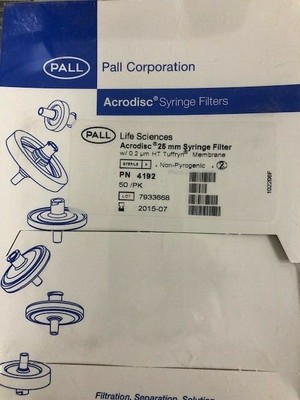 PALL
Pall Corporation
Acrodisc® Syringe Filters
PALL
Life Sciences
Acrodisc® 25 mm Syringe Filter
w/ 0.2 µm HT Tuffryn® Membrane
STERILE R Non-Pyrogenic 2
PN 4192
50 /PK
LOT 7933668
2015-07
Filtration. Separation. Solution